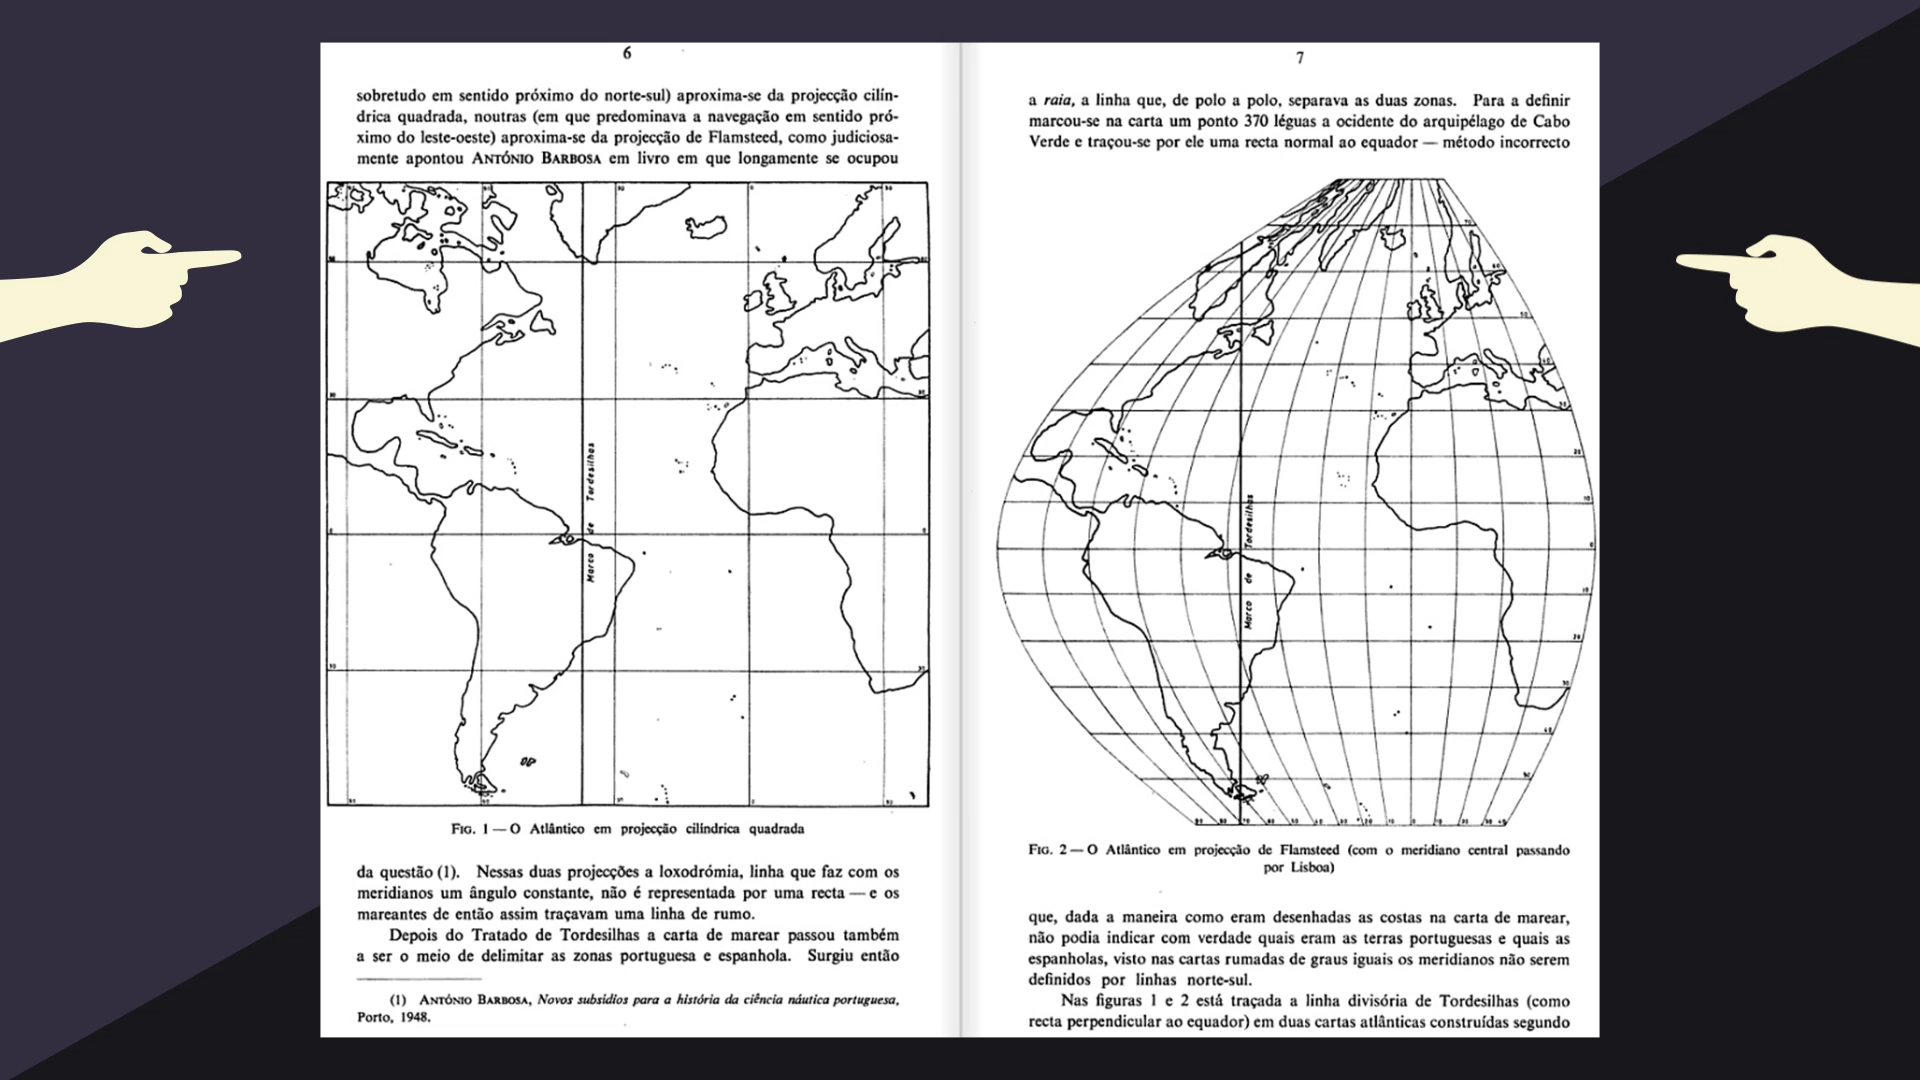 6
sobretudo em sentido próximo do norte-sul) aproxima-se da projecção cilín-
drica quadrada, noutras (em que predominava a navegação em sentido pró-
ximo do leste-oeste) aproxima-se da projecção de Flamsteed, como judiciosa-
mente apontou ANTÓNIO BARBOSA em livro em que longamente se ocupou
Marco de Tordesilhas
FIG. 1 — O Atlântico em projecção cilíndrica quadrada
da questão (1). Nessas duas projecções a loxodrómia, linha que faz com os
meridianos um ângulo constante, não é representada por uma recta — e os
mareantes de então assim traçavam uma linha de rumo.
Depois do Tratado de Tordesilhas a carta de marear passou também
a ser o meio de delimitar as zonas portuguesa e espanhola. Surgiu então
(1) ANTÓNIO BARBOSA, Novos subsídios para a história da ciência náutica portuguesa,
Porto, 1948.
7
a raia, a linha que, de polo a polo, separava as duas zonas. Para a definir
marcou-se na carta um ponto 370 léguas a ocidente do arquipélago de Cabo
Verde e traçou-se por ele uma recta normal ao equador — método incorrecto
Marco de Tordesilhas
FIG. 2 — O Atlântico em projecção de Flamsteed (com o meridiano central passando
por Lisboa)
que, dada a maneira como eram desenhadas as costas na carta de marear,
não podia indicar com verdade quais eram as terras portuguesas e quais as
espanholas, visto nas cartas rumadas de graus iguais os meridianos não serem
definidos por linhas norte-sul.
Nas figuras 1 e 2 está traçada a linha divisória de Tordesilhas (como
recta perpendicular ao equador) em duas cartas atlânticas construídas segundo